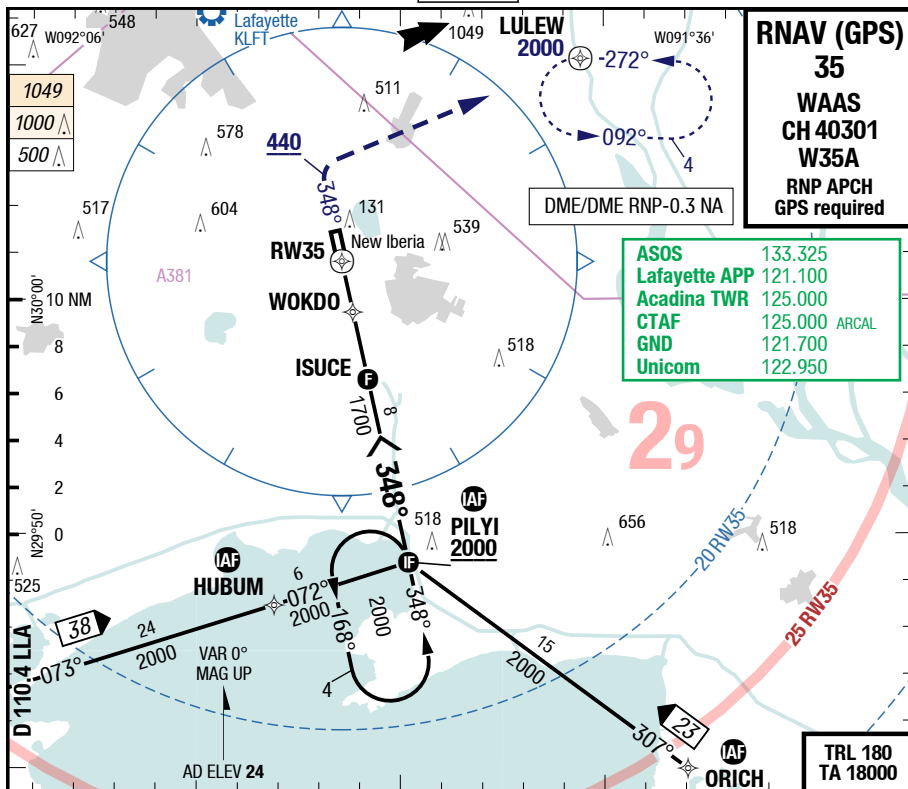 548
627
W092°06'
Lafayette
KLFT
1049
LULEW
2000
W091°36'
272°
092°
4
RNAV (GPS)
35
WAAS
CH 40301
W35A
RNP APCH
GPS required
1049
1000
500
511
578
440
348°
DME/DME RNP-0.3 NA
517
604
131
539
New Iberia
RW35
A381
ASOS 133.325
Lafayette APP 121.100
Acadina TWR 125.000
CTAF 125.000 ARCAL
GND 121.700
Unicom 122.950
N30°00'
10 NM
WOKDO
8
518
ISUCE
F
6
8
1700
4
29
348°
2
IAF
PILYI
2000
518
656
518
20 RW35
N29°50'
0
IF
525
IAF
HUBUM
6
072°
2000
168°
2000
348°
4
25 RW35
38
24
2000
073°
D 110.4 LLA
VAR 0°
MAG UP
15
2000
23
307°
IAF
ORICH
AD ELEV 24
TRL 180
TA 18000